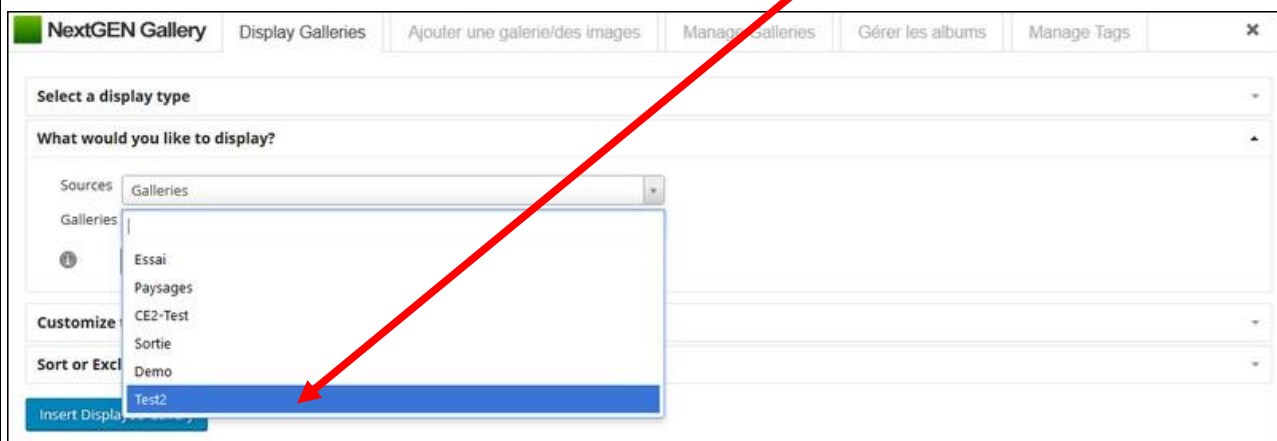 NextGEN Gallery Display Galleries Ajouter une galerie/des images Manage Galleries Gérer les albums Manage Tags ×
Select a display type
What would you like to display?
Sources Galleries
Galleries
Essai
Paysages
CE2-Test
Customize
Sortie
Demo
Sort or Excl
Test2
Insert Display